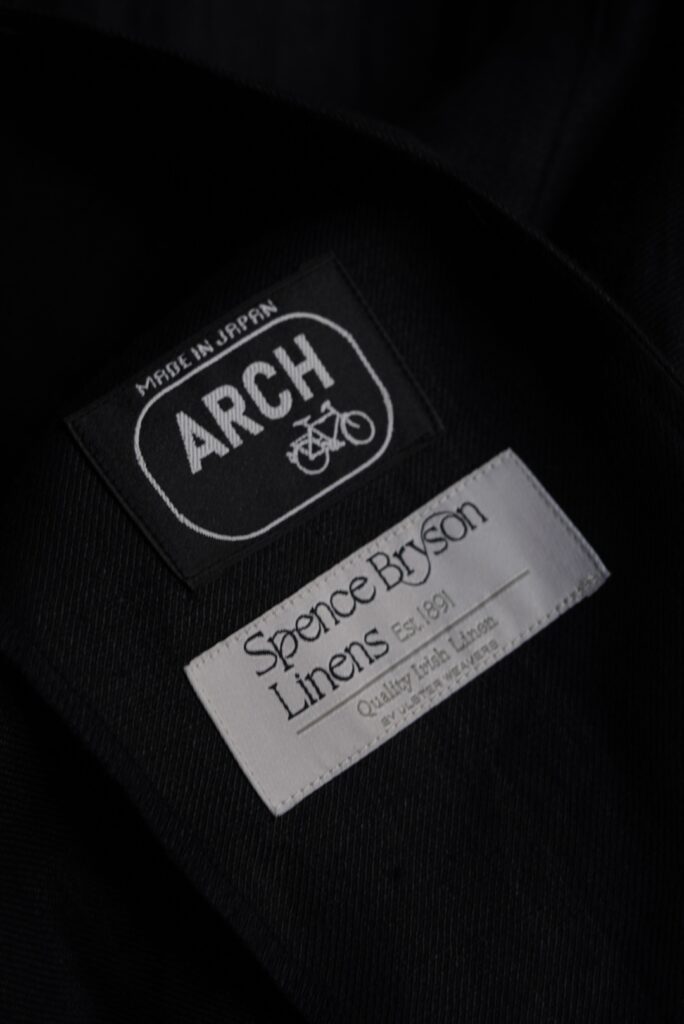 MADE IN JAPAN
ARCH
Spence Bryson
Linens Est.1891
Quality Irish Linen
BY ULSTER WEAVERS